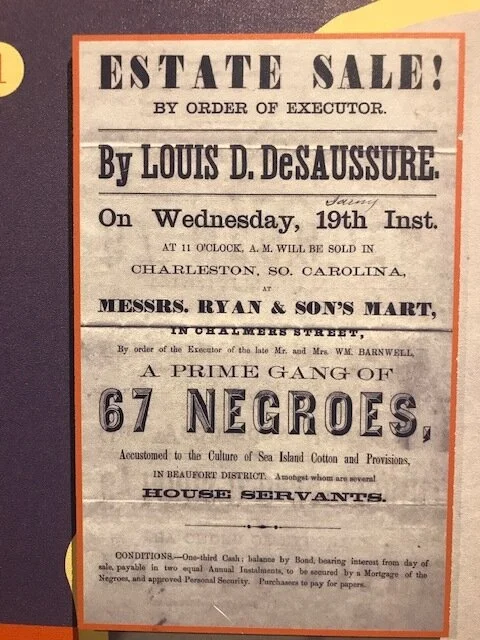 ESTATE SALE!
BY ORDER OF EXECUTOR.
By LOUIS D. DeSAUSSURE.
On Wednesday, 19th Inst.
AT 11 O'CLOCK, A. M. WILL BE SOLD IN
CHARLESTON, SO. CAROLINA,
AT
MESSRS. RYAN & SON'S MART,
IN CHALMERS STREET,
By order of the Executor of the late Mr. and Mrs. WM. BARNWELL,
A PRIME GANG OF
67 NEGROES,
Accustomed to the Culture of Sea Island Cotton and Provisions,
IN BEAUFORT DISTRICT. Amongst whom are several
HOUSE SERVANTS.
CONDITIONS.—One-third Cash; balance by Bond, bearing interest from day of
sale, payable in two equal Annual Instalments, to be secured by a Mortgage of the
Negroes, and approved Personal Security. Purchasers to pay for papers.